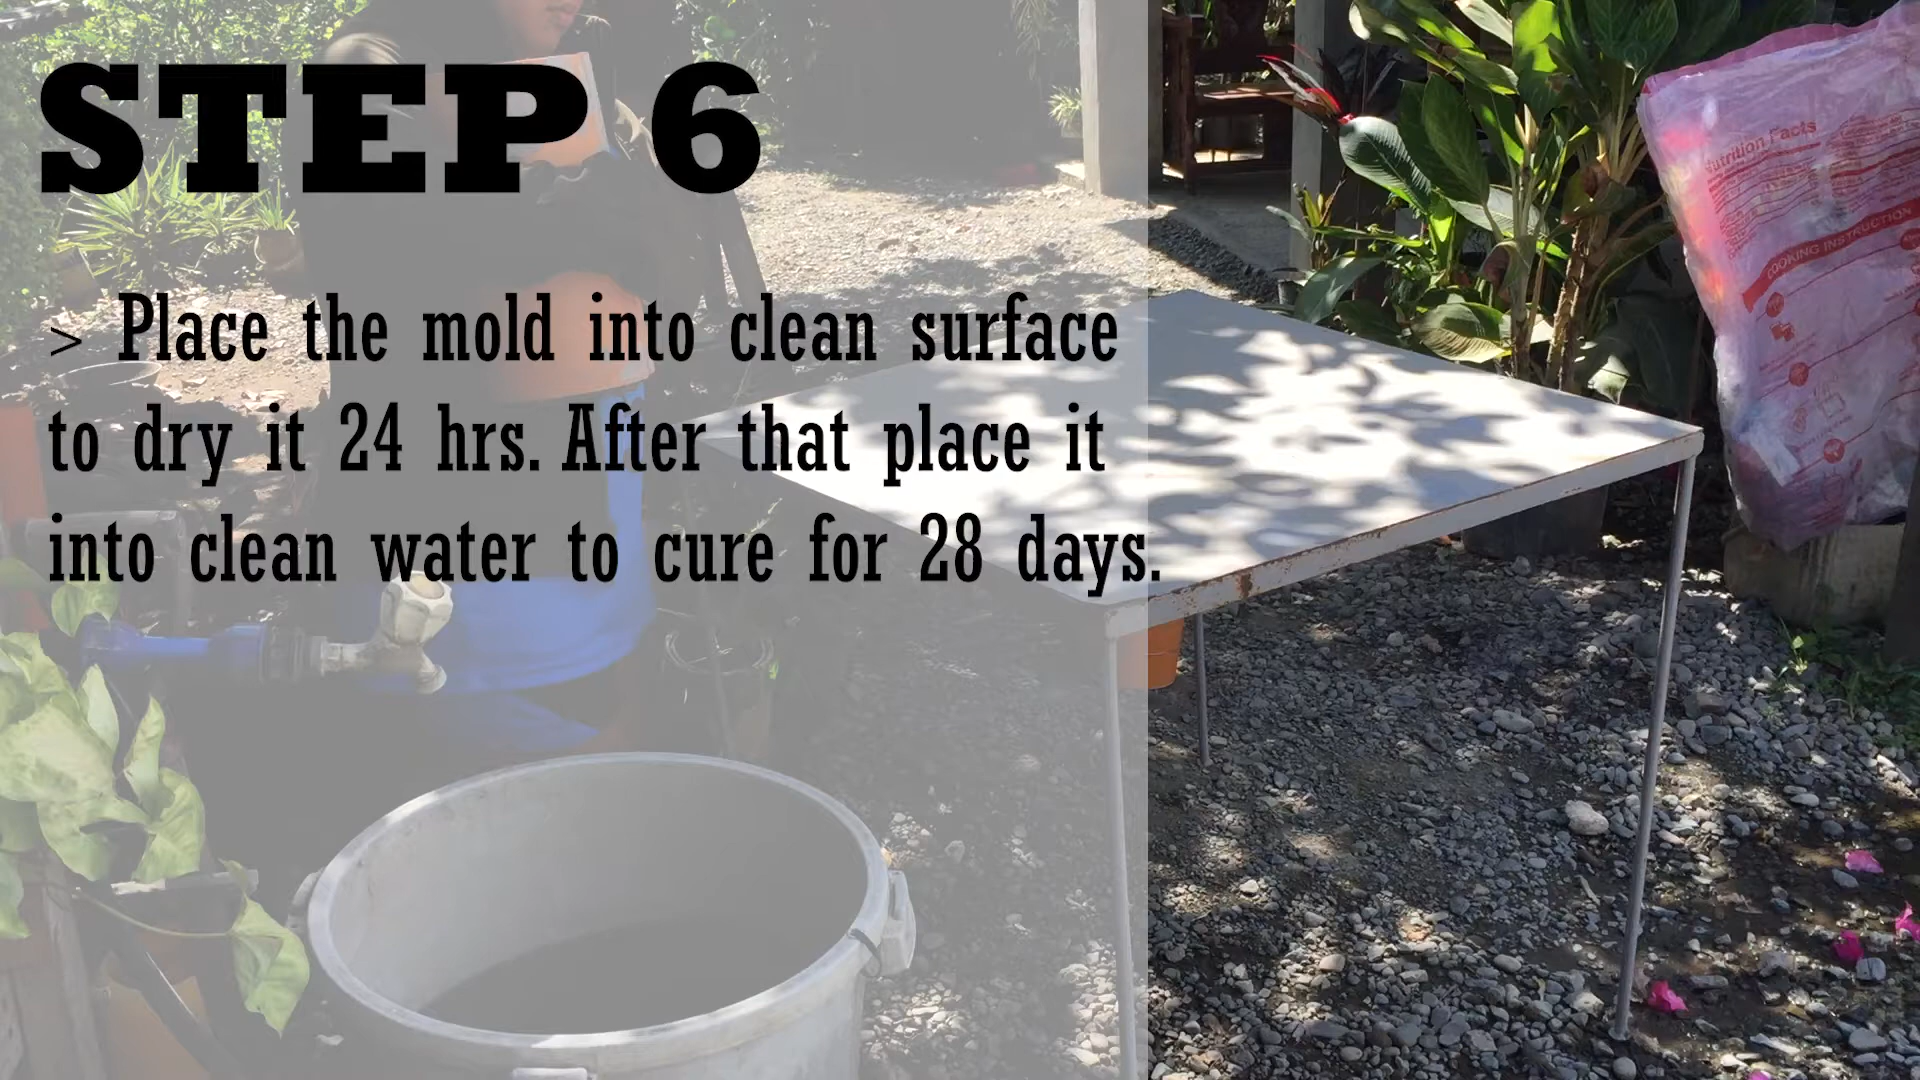 STEP 6
> Place the mold into clean surface
to dry it 24 hrs. After that place it
into clean water to cure for 28 days.
Nutrition Facts
COOKING INSTRUCTION